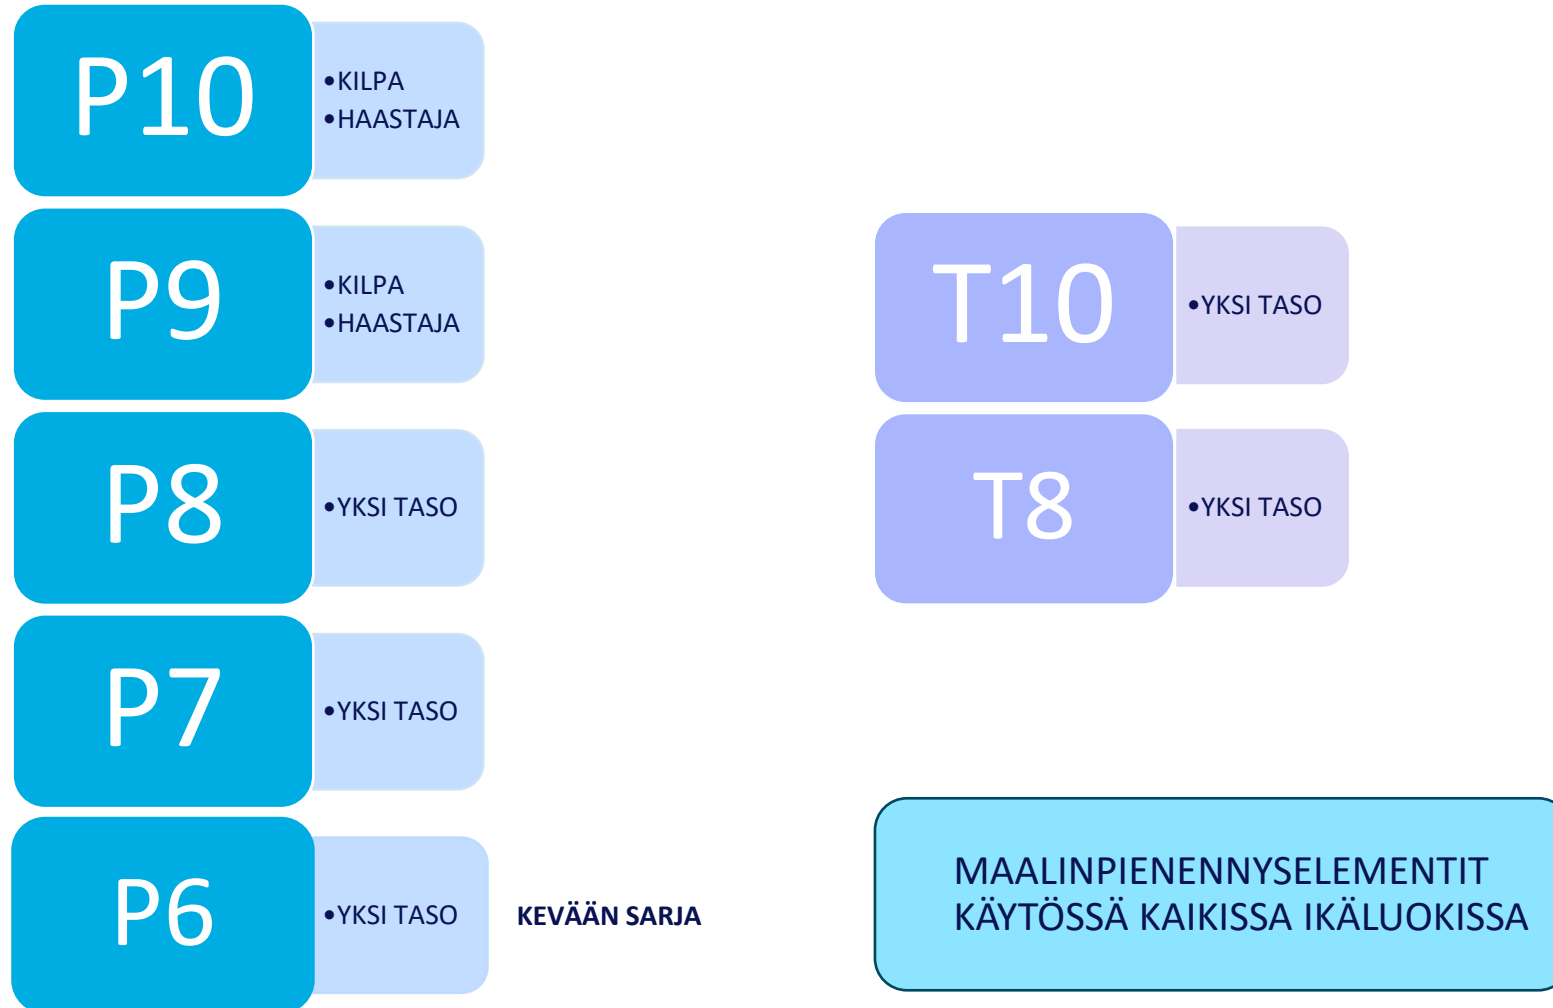 P10
•KILPA
•HAASTAJA
P9
•KILPA
•HAASTAJA
P8
•YKSI TASO
P7
•YKSI TASO
P6
•YKSI TASO
KEVÄÄN SARJA
T10
•YKSI TASO
T8
•YKSI TASO
MAALINPIENENNYSELEMENTIT
KÄYTÖSSÄ KAIKISSA IKÄLUOKISSA